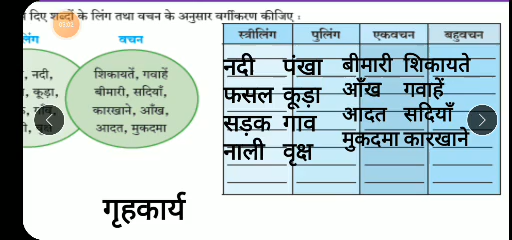 दिए शब्दों के लिंग तथा वचन के अनुसार वर्गीकरण कीजिए :
लिंग वचन
नदी,
कूड़ा,
शिकायतें, गवाहें
बीमारी, सदियाँ,
कारखाने, आँख,
आदत, मुकदमा
स्त्रीलिंग पुलिंग एकवचन बहुवचन
नदी पंखा बीमारी शिकायते
फसल कूड़ा आँख गवाहें
सड़क गाव आदत सदियाँ
नाली वृक्ष मुकदमा कारखानें
गृहकार्य